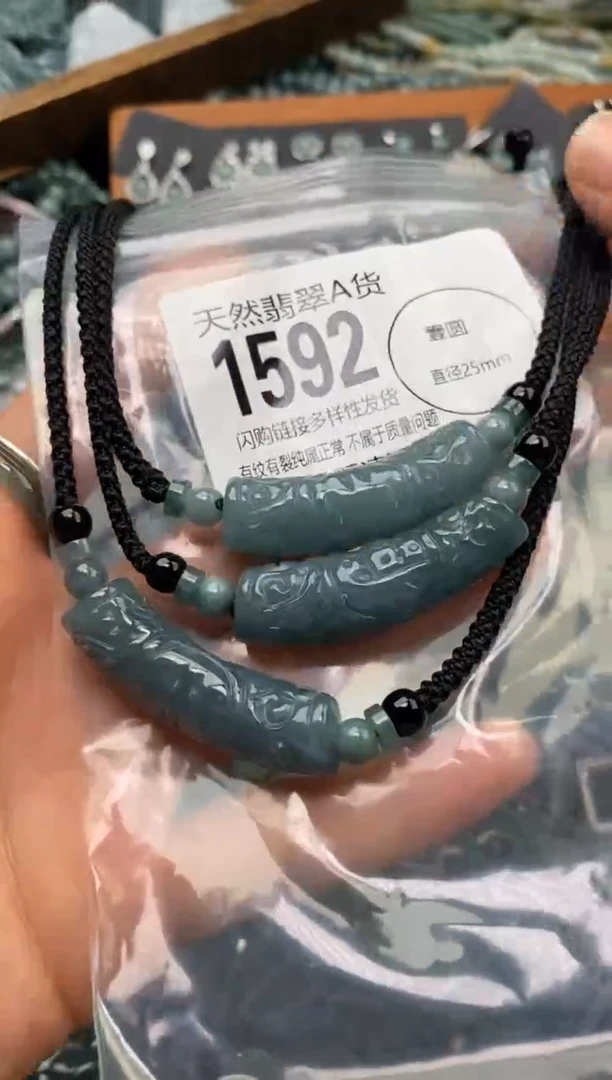 天然翡翠A货
1592
壹圆
直径25mm
闪购链接多样性发货
有纹有裂纯属正常 不属于质量问题